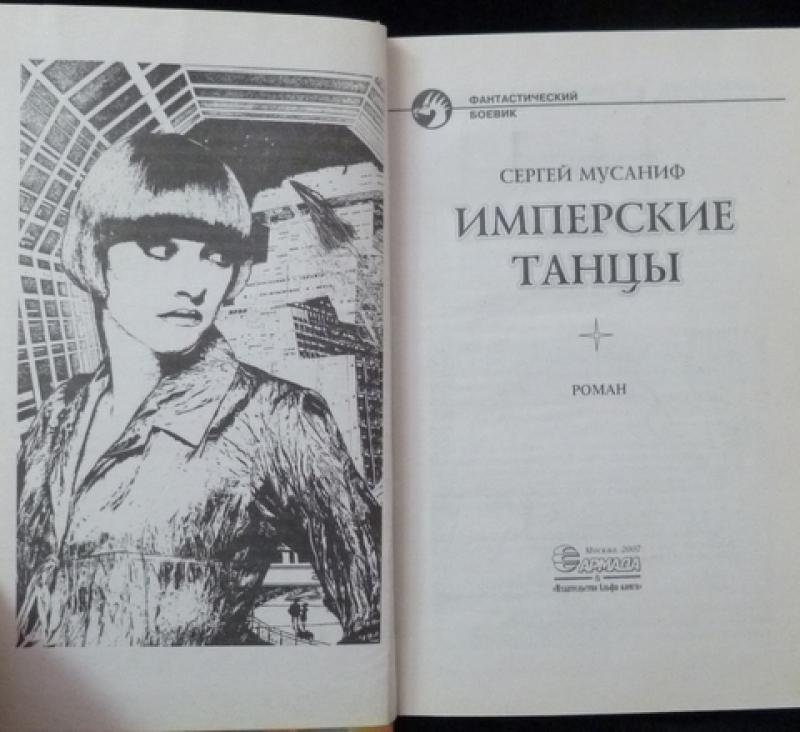 ФАНТАСТИЧЕСКИЙ
БОЕВИК
СЕРГЕЙ МУСАНИФ
ИМПЕРСКИЕ
ТАНЦЫ
РОМАН
Москва, 2007
АРМАДА
&
«Издательство Альфа-книга»